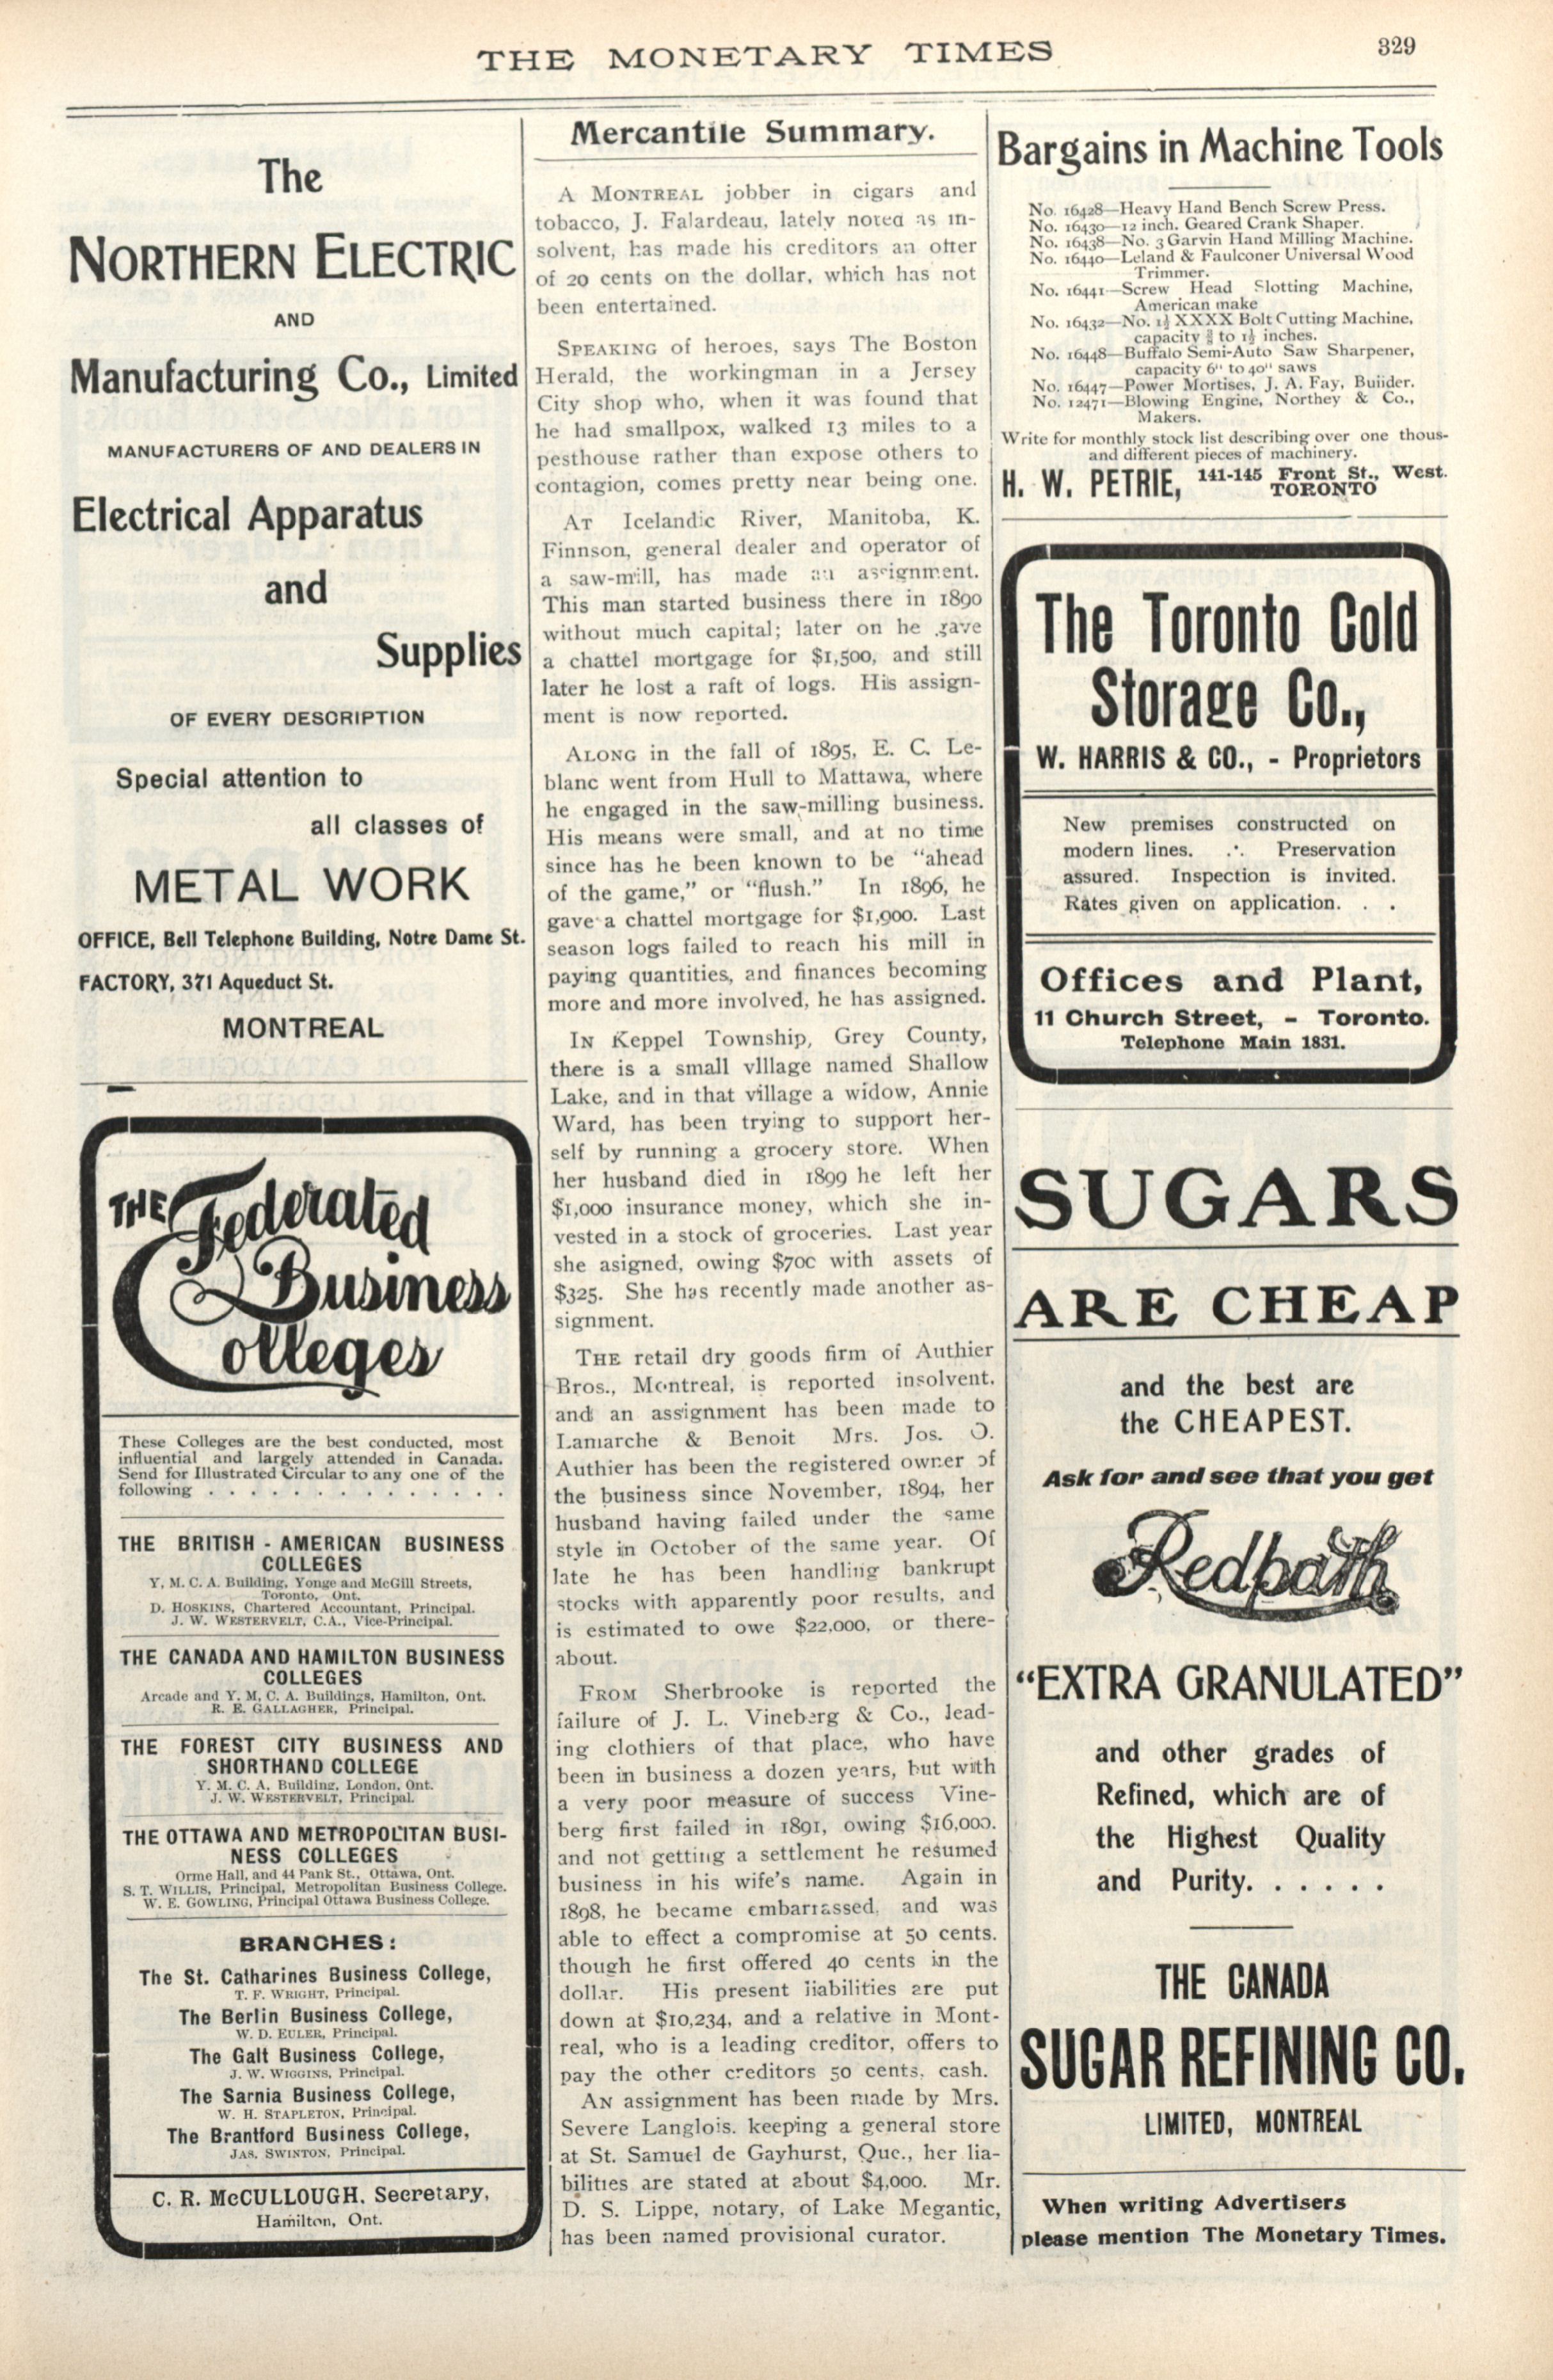 THE MONETARY TIMES
329
The
NORTHERN ELECTRIC
AND
Manufacturing Co., Limited
MANUFACTURERS OF AND DEALERS IN
Electrical Apparatus
and
Supplies
OF EVERY DESCRIPTION
Special attention to
all classes of
METAL WORK
OFFICE, Bell Telephone Building, Notre Dame St.
FACTORY, 371 Aqueduct St.
MONTREAL
THE Federated
Business
Colleges
These Colleges are the best conducted, most
influential and largely attended in Canada.
Send for Illustrated Circular to any one of the
following . . . . . . . . . . . . . .
THE BRITISH - AMERICAN BUSINESS
COLLEGES
Y, M. C. A. Building, Yonge and McGill Streets,
Toronto, Ont.
D. HOSKINS, Chartered Accountant, Principal.
J. W. WESTERVELT, C.A., Vice-Principal.
THE CANADA AND HAMILTON BUSINESS
COLLEGES
Arcade and Y. M. C. A. Buildings, Hamilton, Ont.
R. E. GALLAGHER, Principal.
THE FOREST CITY BUSINESS AND
SHORTHAND COLLEGE
Y. M. C. A. Building, London, Ont.
J. W. WESTERVELT, Principal.
THE OTTAWA AND METROPOLITAN BUSI-
NESS COLLEGES
Orme Hall, and 44 Pank St., Ottawa, Ont.
S. T. WILLIS, Principal, Metropolitan Business College.
W. E. GOWLING, Principal Ottawa Business College.
BRANCHES:
The St. Catharines Business College,
T. F. WRIGHT, Principal.
The Berlin Business College,
W. D. EULER, Principal.
The Galt Business College,
J. W. WIGGINS, Principal.
The Sarnia Business College,
W. H. STAPLETON, Principal.
The Brantford Business College,
JAS. SWINTON, Principal.
C. R. McCULLOUGH, Secretary,
Hamilton, Ont.
Mercantile Summary.
A MONTREAL jobber in cigars and
tobacco, J. Falardeau, lately noted as in-
solvent, has made his creditors an offer
of 20 cents on the dollar, which has not
been entertained.
SPEAKING of heroes, says The Boston
Herald, the workingman in a Jersey
City shop who, when it was found that
he had smallpox, walked 13 miles to a
pesthouse rather than expose others to
contagion, comes pretty near being one.
AT Icelandic River, Manitoba, K.
Finnson, general dealer and operator of
a saw-mill, has made an assignment.
This man started business there in 1890
without much capital; later on he gave
a chattel mortgage for $1,500, and still
later he lost a raft of logs. His assign-
ment is now reported.
ALONG in the fall of 1895, E. C. Le-
blanc went from Hull to Mattawa, where
he engaged in the saw-milling business.
His means were small, and at no time
since has he been known to be "ahead
of the game," or "flush." In 1896, he
gave a chattel mortgage for $1,900. Last
season logs failed to reach his mill in
paying quantities, and finances becoming
more and more involved, he has assigned.
IN Keppel Township, Grey County,
there is a small vlllage named Shallow
Lake, and in that village a widow, Annie
Ward, has been trying to support her-
self by running a grocery store. When
her husband died in 1899 he left her
$1,000 insurance money, which she in-
vested in a stock of groceries. Last year
she asigned, owing $70c with assets of
$325. She has recently made another as-
signment.
THE retail dry goods firm of Authier
Bros., Montreal, is reported insolvent,
and an assignment has been made to
Lamarche & Benoit Mrs. Jos. O.
Authier has been the registered owner of
the business since November, 1894, her
husband having failed under the same
style in October of the same year. Of
late he has been handling bankrupt
stocks with apparently poor results, and
is estimated to owe $22,000, or there-
about.
FROM Sherbrooke is reported the
failure of J. L. Vineberg & Co., lead-
ing clothiers of that place, who have
been in business a dozen years, but with
a very poor measure of success Vine-
berg first failed in 1891, owing $16,000.
and not getting a settlement he resumed
business in his wife's name. Again in
1898, he became embarrassed, and was
able to effect a compromise at 50 cents.
though he first offered 40 cents in the
dollar. His present liabilities are put
down at $10,234, and a relative in Mont-
real, who is a leading creditor, offers to
pay the other creditors 50 cents, cash.
AN assignment has been made by Mrs.
Severe Langlois. keeping a general store
at St. Samuel de Gayhurst, Que., her lia-
bilities are stated at about $4,000. Mr.
D. S. Lippe, notary, of Lake Megantic,
has been named provisional curator.
Bargains in Machine Tools
No. 16428—Heavy Hand Bench Screw Press.
No. 16430—12 inch. Geared Crank Shaper.
No. 16438—No. 3 Garvin Hand Milling Machine.
No. 16440—Leland & Faulconer Universal Wood
Trimmer.
No. 16441—Screw Head Slotting Machine,
American make
No. 16432—No. 1½ XXXX Bolt Cutting Machine,
capacity ⅜ to 1½ inches.
No. 16448—Buffalo Semi-Auto Saw Sharpener,
capacity 6" to 40" saws
No. 16447—Power Mortises, J. A. Fay, Builder.
No. 12471—Blowing Engine, Northey & Co.,
Makers.
Write for monthly stock list describing over one thous-
and different pieces of machinery.
H. W. PETRIE, 141-145 Front St., West.
TORONTO
The Toronto Cold
Storage Co.,
W. HARRIS & CO., - Proprietors
New premises constructed on
modern lines. .·. Preservation
assured. Inspection is invited.
Rates given on application. . .
Offices and Plant,
11 Church Street, - Toronto.
Telephone Main 1831.
SUGARS
ARE CHEAP
and the best are
the CHEAPEST.
Ask for and see that you get
Redpath
"EXTRA GRANULATED"
and other grades of
Refined, which are of
the Highest Quality
and Purity. . . . . .
THE CANADA
SUGAR REFINING CO.
LIMITED, MONTREAL
When writing Advertisers
please mention The Monetary Times.